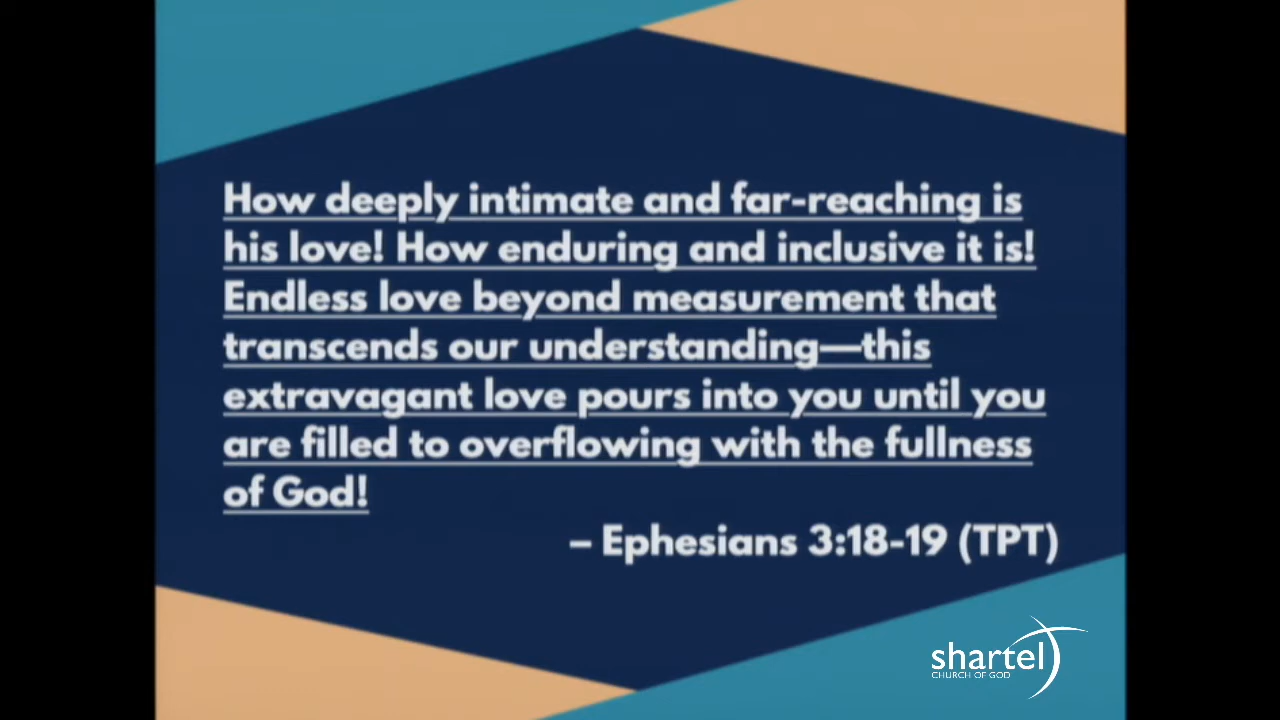 How deeply intimate and far-reaching is
his love! How enduring and inclusive it is!
Endless love beyond measurement that
transcends our understanding—this
extravagant love pours into you until you
are filled to overflowing with the fullness
of God!
– Ephesians 3:18-19 (TPT)
shartel
CHURCH OF GOD